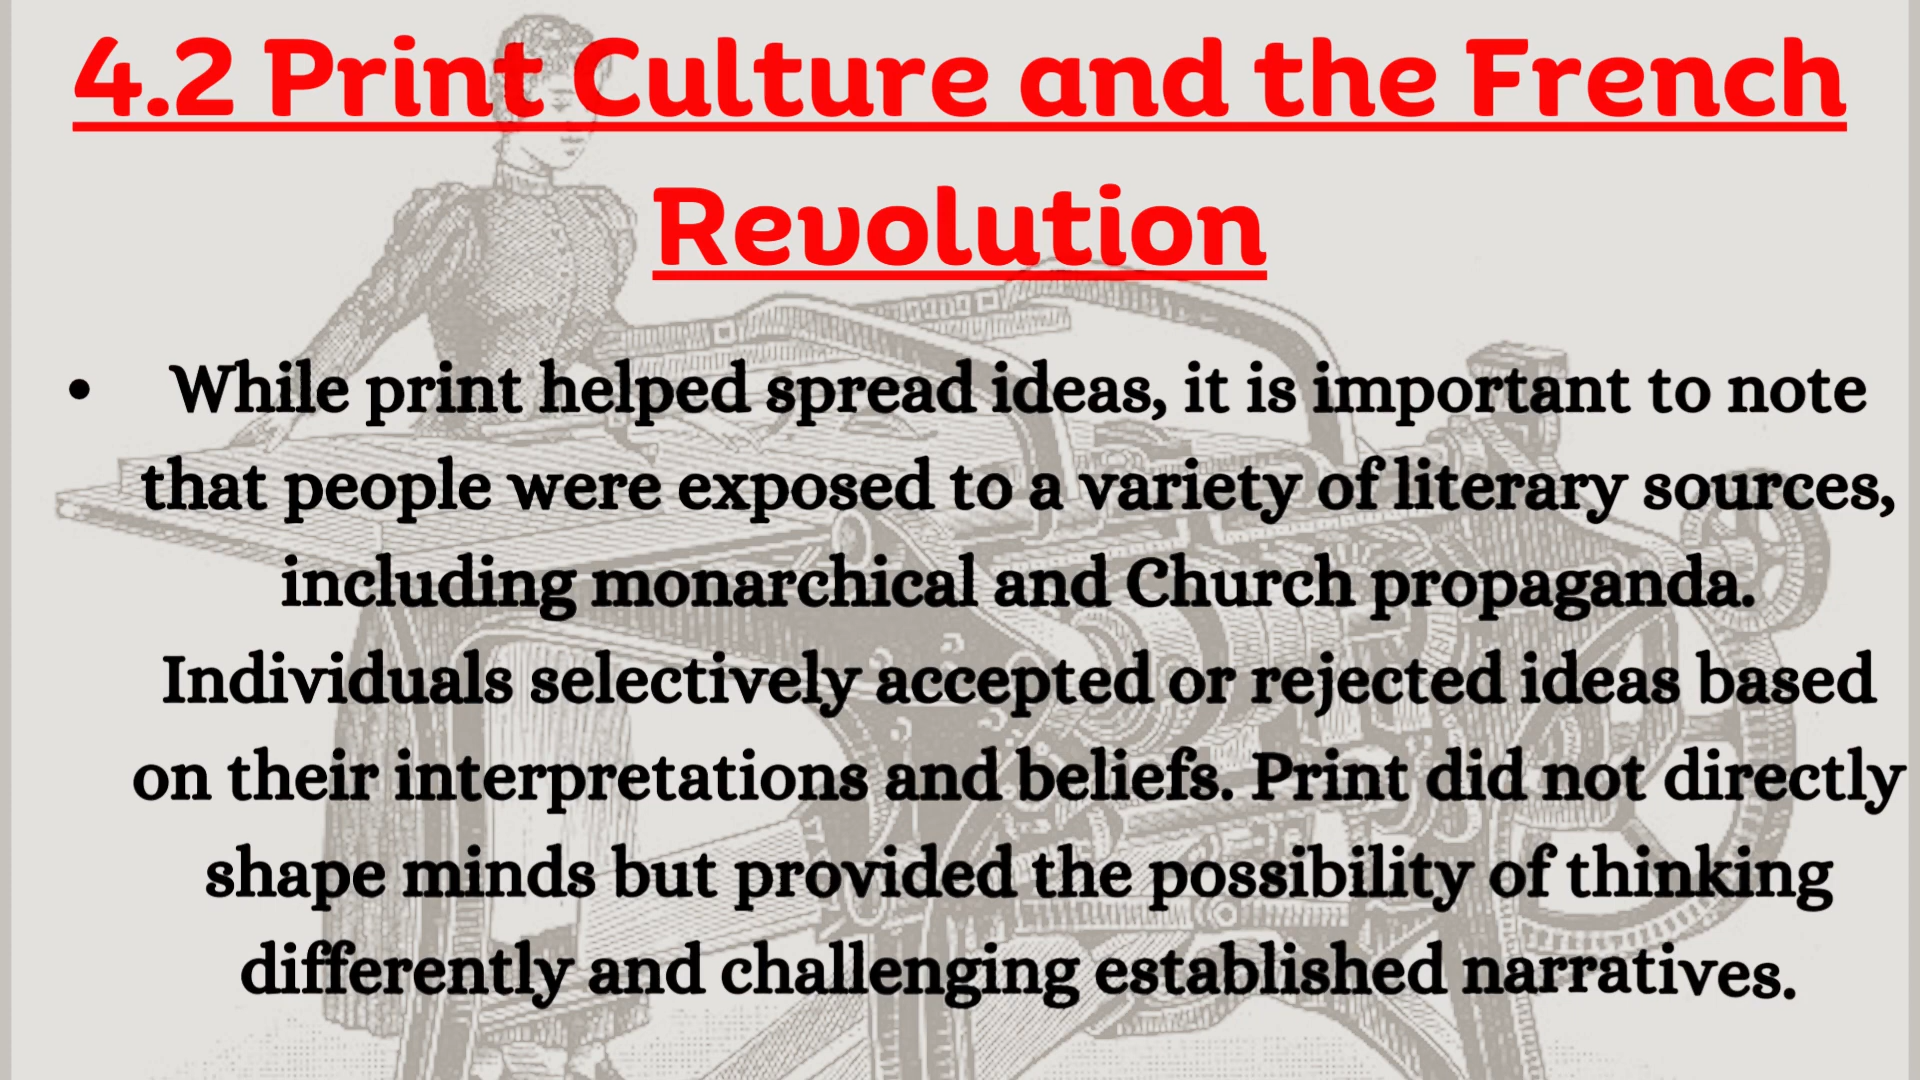 4.2 Print Culture and the French
Revolution
• While print helped spread ideas, it is important to note
that people were exposed to a variety of literary sources,
including monarchical and Church propaganda.
Individuals selectively accepted or rejected ideas based
on their interpretations and beliefs. Print did not directly
shape minds but provided the possibility of thinking
differently and challenging established narratives.